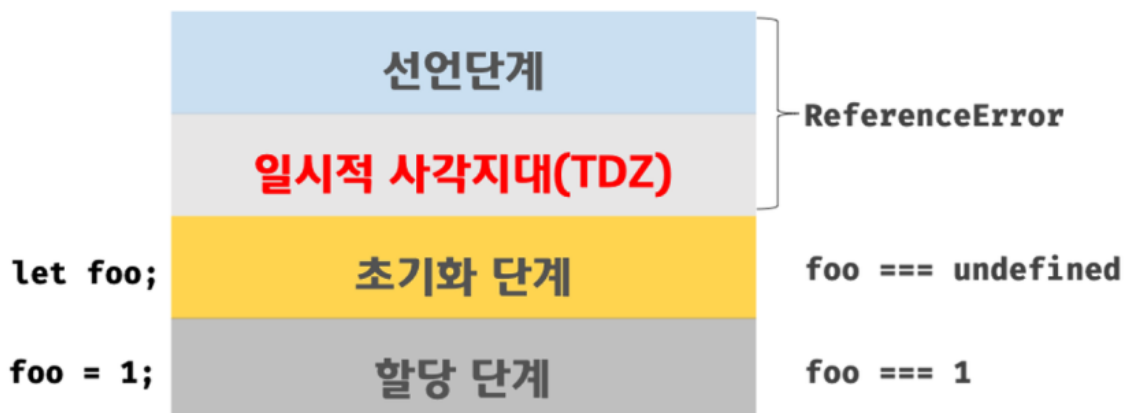 선언단계
ReferenceError
일시적 사각지대(TDZ)
let foo; 초기화 단계 foo === undefined
foo = 1; 할당 단계 foo === 1